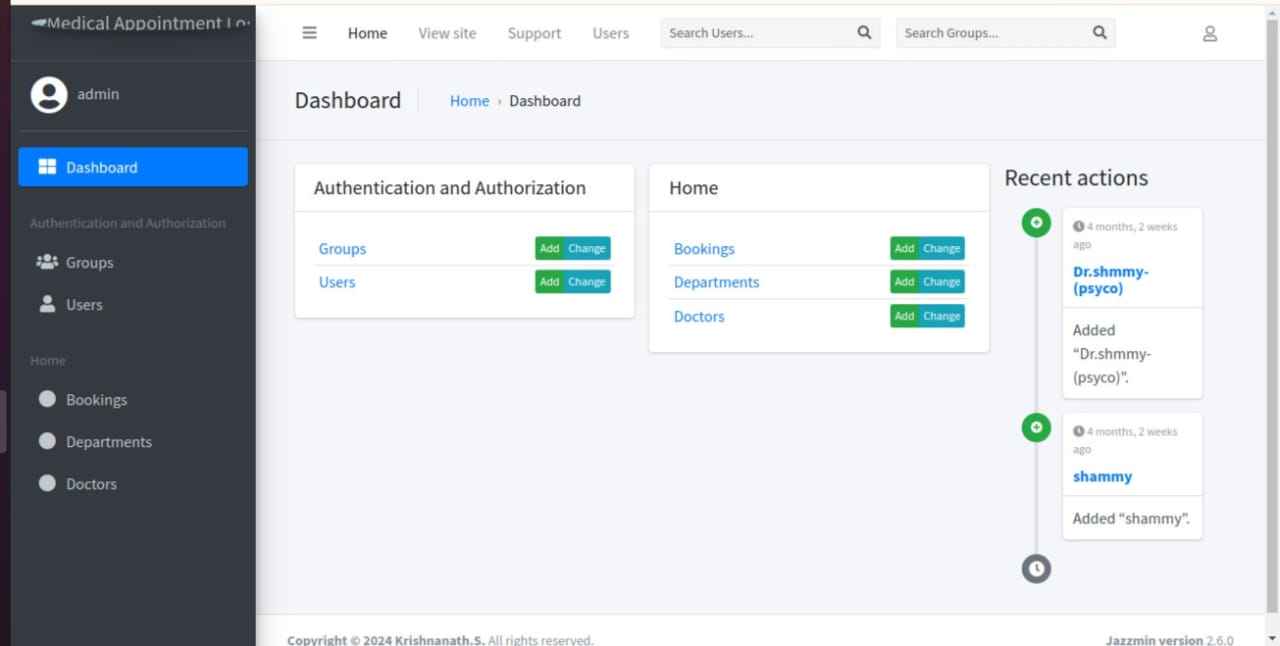 Medical Appointment
Home View site Support Users Search Users... Search Groups...
admin
Dashboard
Home › Dashboard
Dashboard
Authentication and Authorization
Groups
Users
Home
Bookings
Departments
Doctors
Authentication and Authorization
Groups Add Change
Users Add Change
Home
Bookings Add Change
Departments Add Change
Doctors Add Change
Recent actions
4 months, 2 weeks
ago
Dr.shmmy-
(psyco)
Added
“Dr.shmmy-
(psyco)”.
4 months, 2 weeks
ago
shammy
Added “shammy”.
Copyright © 2024 Krishnanath.S. All rights reserved.
Jazzmin version 2.6.0